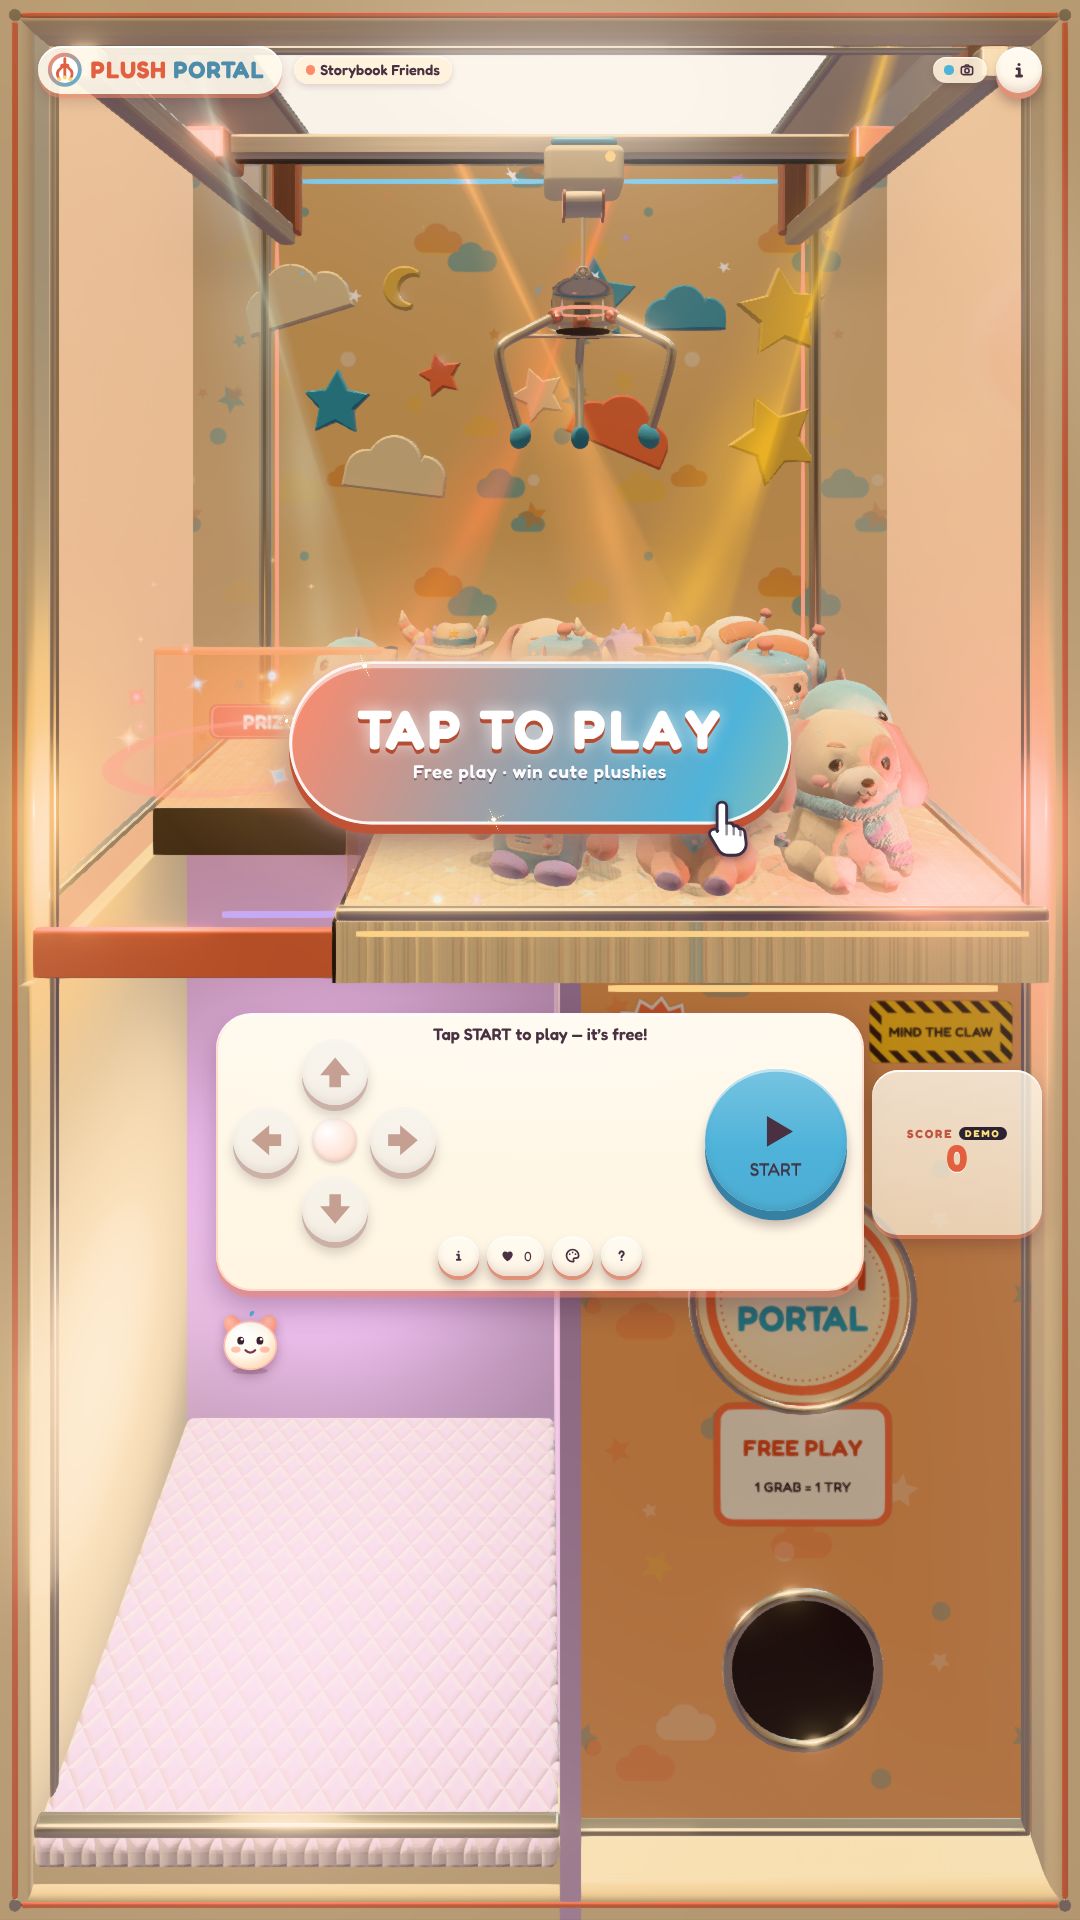 PLUSH PORTAL
Storybook Friends
i
TAP TO PLAY
Free play · win cute plushies
Tap START to play — it's free!
MIND THE CLAW
START
SCORE DEMO
0
i
0
?
PORTAL
FREE PLAY
1 GRAB = 1 TRY